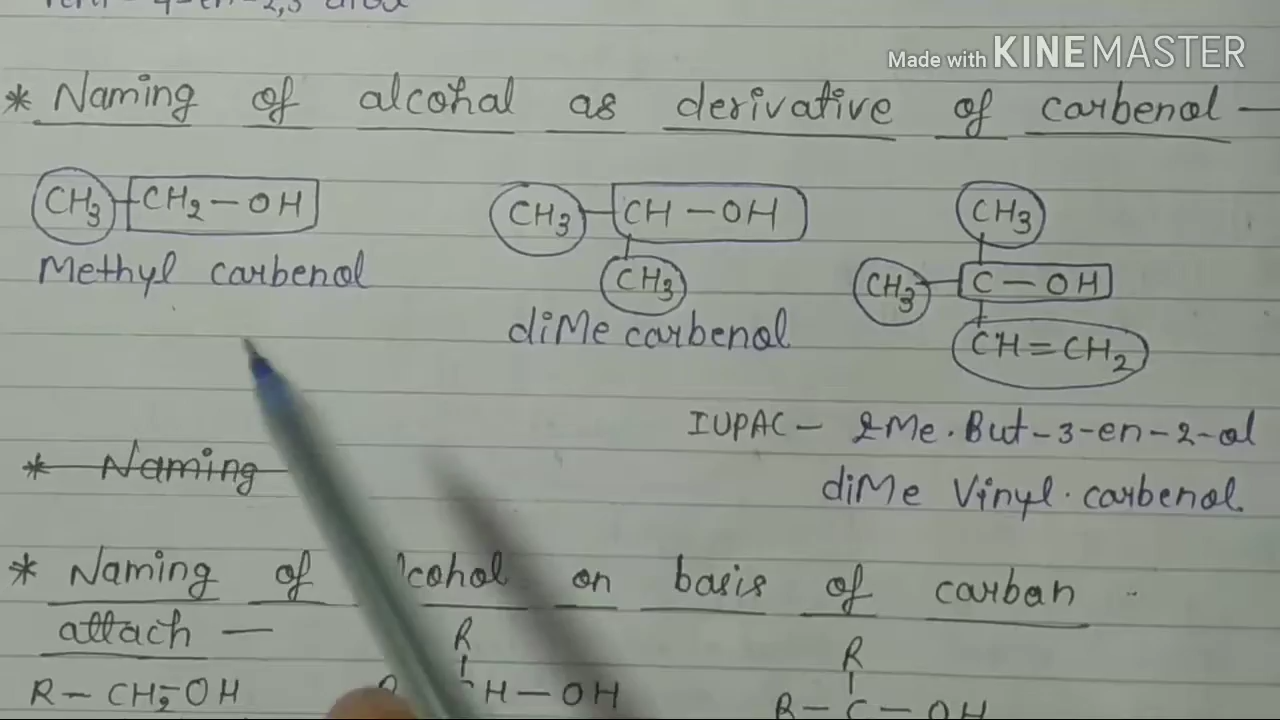 Made with KINEMASTER
* Naming of alcohal as derivative of carbenol —
CH3 - CH2 - OH
Methyl carbenol
CH3 - CH - OH
CH3
diMe carbenol
CH3
CH3 - C - OH
CH = CH2
IUPAC - 2Me. But-3-en-2-ol
diMe Vinyl. carbenol.
* Naming
* Naming of alcohol on basis of carban
attach —
R - CH2-OH
R
H - OH
R
R - C - OH